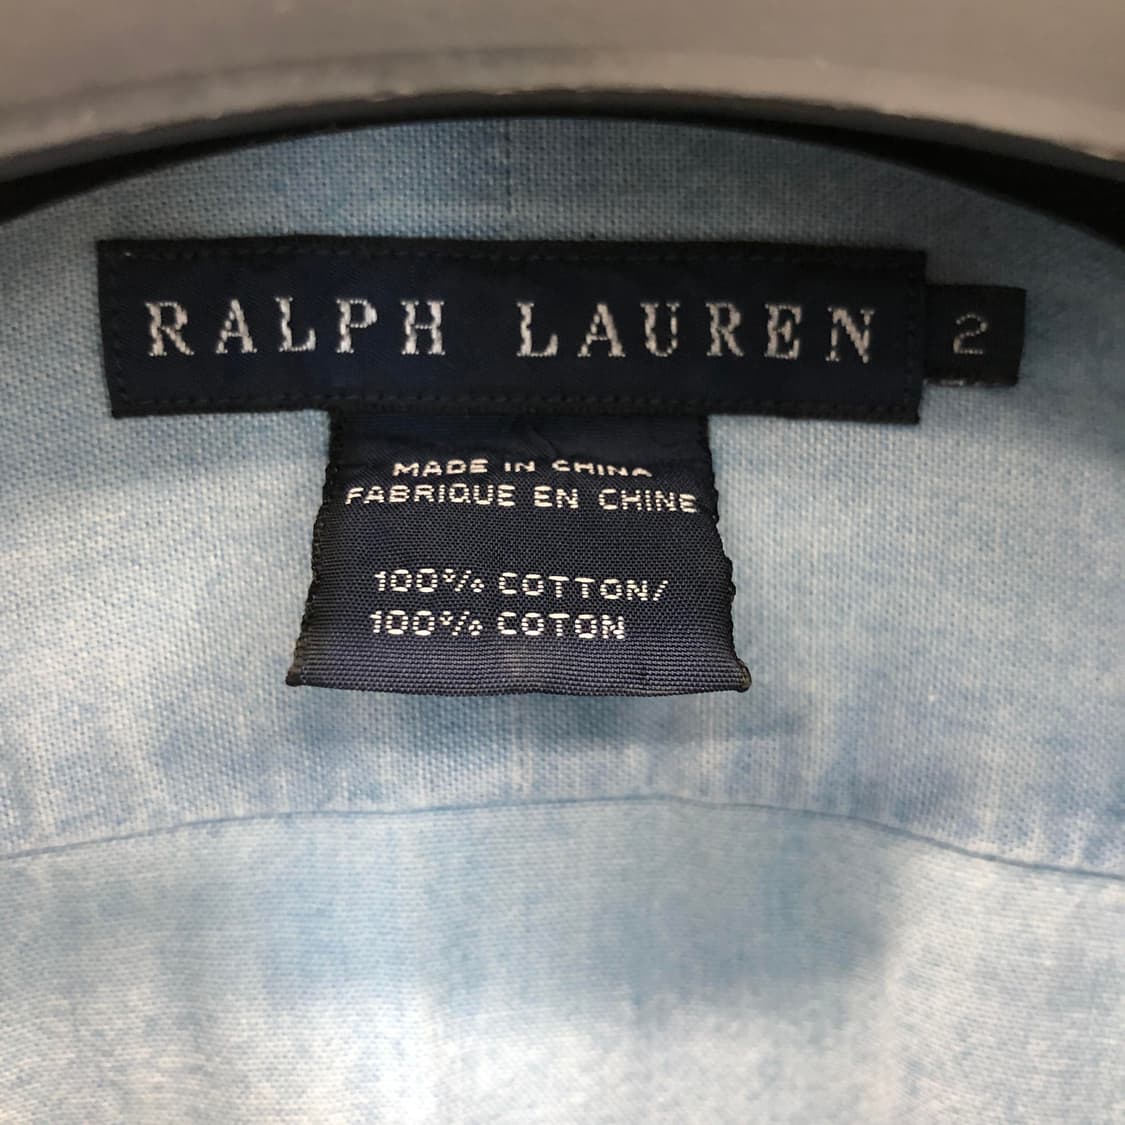 RALPH LAUREN 2
MADE IN CHINA
FABRIQUE EN CHINE
100% COTTON/
100% COTON